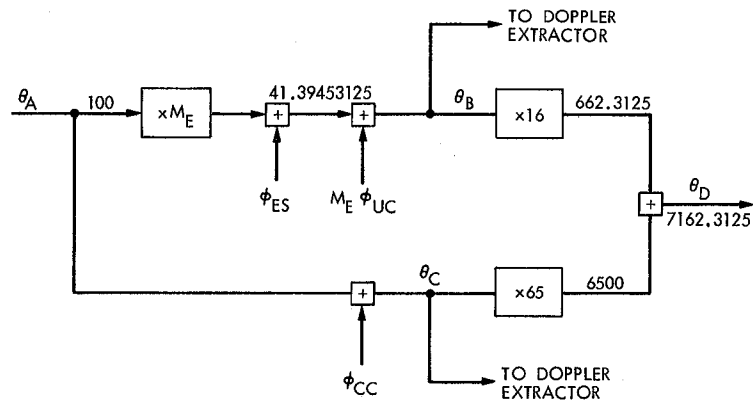 TO DOPPLER
EXTRACTOR
θA
100
×ME
+
41.39453125
+
θB
×16
662.3125
ϕES
ME ϕUC
+
θD
7162.3125
+
θC
×65
6500
ϕCC
TO DOPPLER
EXTRACTOR